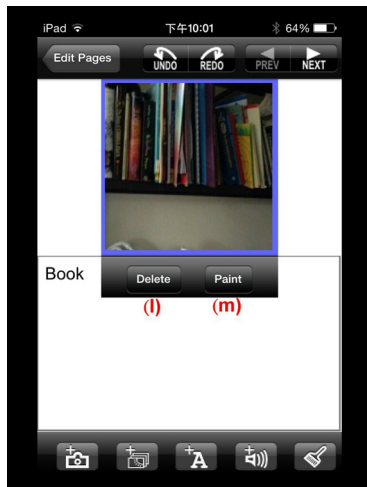 iPad 下午10:01 64%
Edit Pages UNDO REDO PREV NEXT
Book
Delete Paint
(l) (m)
A